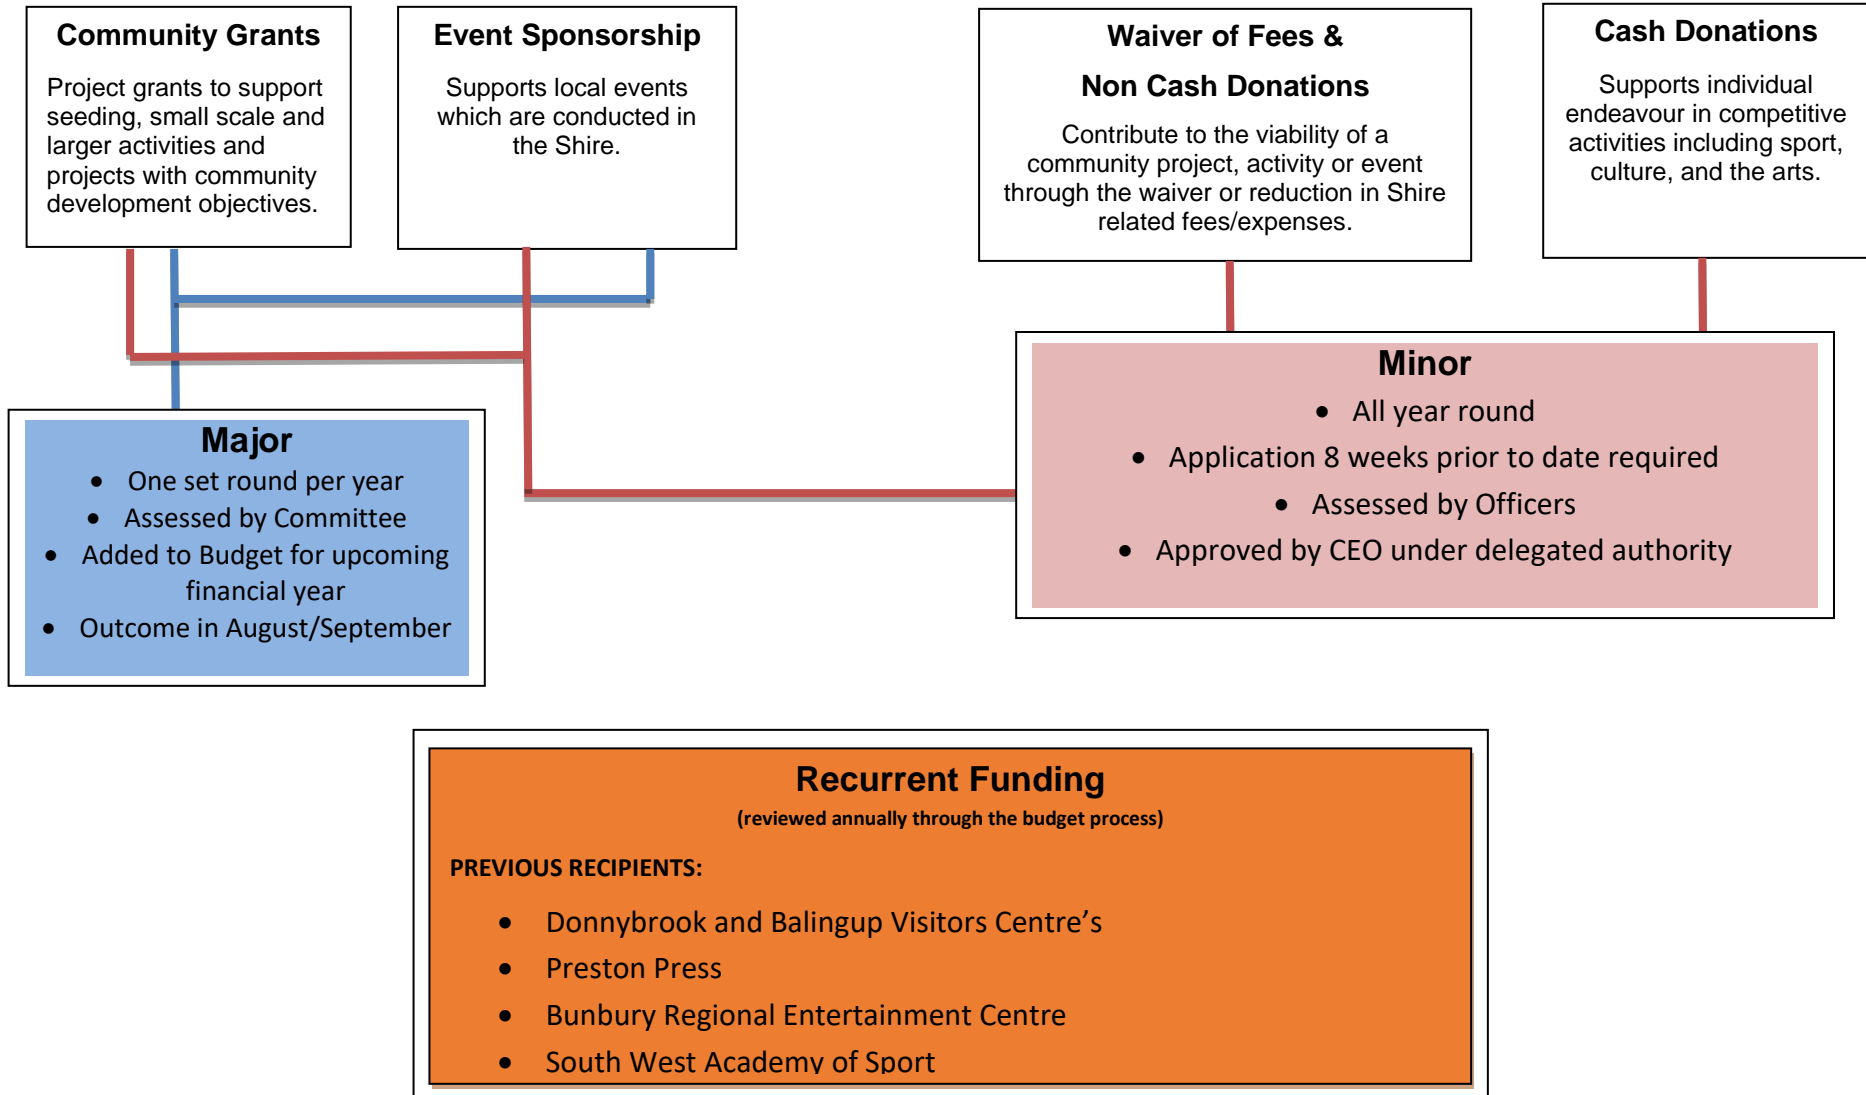 Community Grants
Project grants to support
seeding, small scale and
larger activities and
projects with community
development objectives.
Event Sponsorship
Supports local events
which are conducted in
the Shire.
Waiver of Fees &
Non Cash Donations
Contribute to the viability of a
community project, activity or event
through the waiver or reduction in Shire
related fees/expenses.
Cash Donations
Supports individual
endeavour in competitive
activities including sport,
culture, and the arts.
Major
• One set round per year
• Assessed by Committee
• Added to Budget for upcoming
financial year
• Outcome in August/September
Minor
• All year round
• Application 8 weeks prior to date required
• Assessed by Officers
• Approved by CEO under delegated authority
Recurrent Funding
(reviewed annually through the budget process)
PREVIOUS RECIPIENTS:
• Donnybrook and Balingup Visitors Centre’s
• Preston Press
• Bunbury Regional Entertainment Centre
• South West Academy of Sport